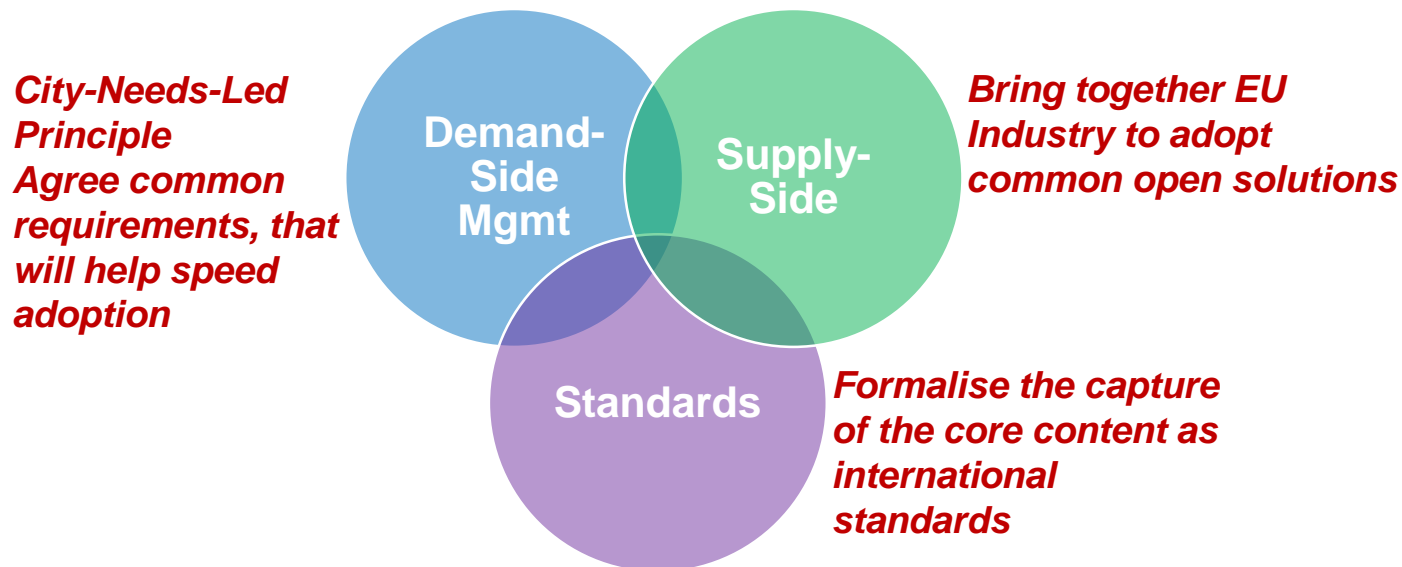 City-Needs-Led
Principle
Agree common
requirements, that
will help speed
adoption
Demand-
Side
Mgmt
Supply-
Side
Bring together EU
Industry to adopt
common open solutions
Standards
Formalise the capture
of the core content as
international
standards